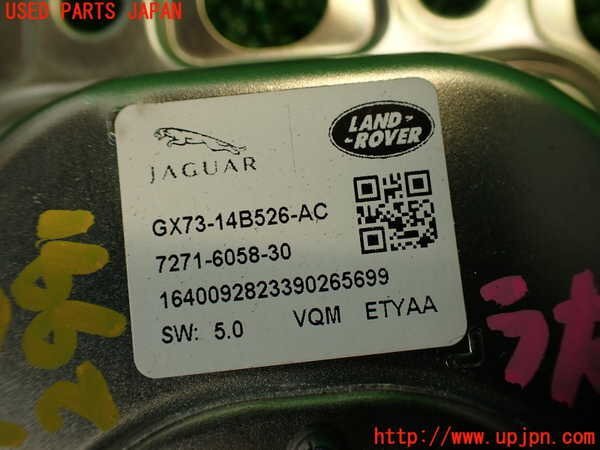 USED PARTS JAPAN
JAGUAR
LAND-
-ROVER
GX73-14B526-AC
7271-6058-30
1640092823390265699
SW: 5.0 VQM ETYAA
http://www.upjpn.com/